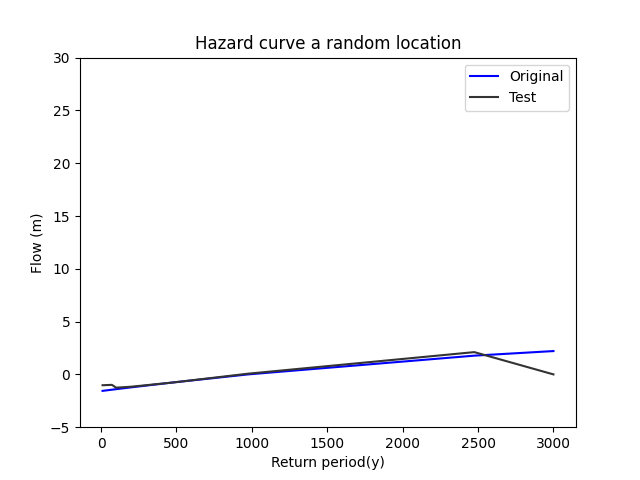 Hazard curve a random location
Original
Test
30
25
20
15
10
5
0
−5
Flow (m)
0 500 1000 1500 2000 2500 3000
Return period(y)